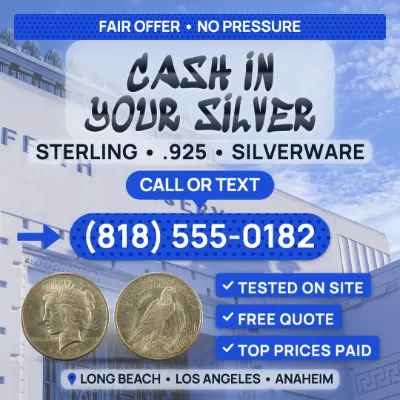 FAIR OFFER • NO PRESSURE
CASH IN
YOUR SILVER
STERLING • .925 • SILVERWARE
CALL OR TEXT
(818) 555-0182
✓ TESTED ON SITE
✓ FREE QUOTE
✓ TOP PRICES PAID
LONG BEACH • LOS ANGELES • ANAHEIM